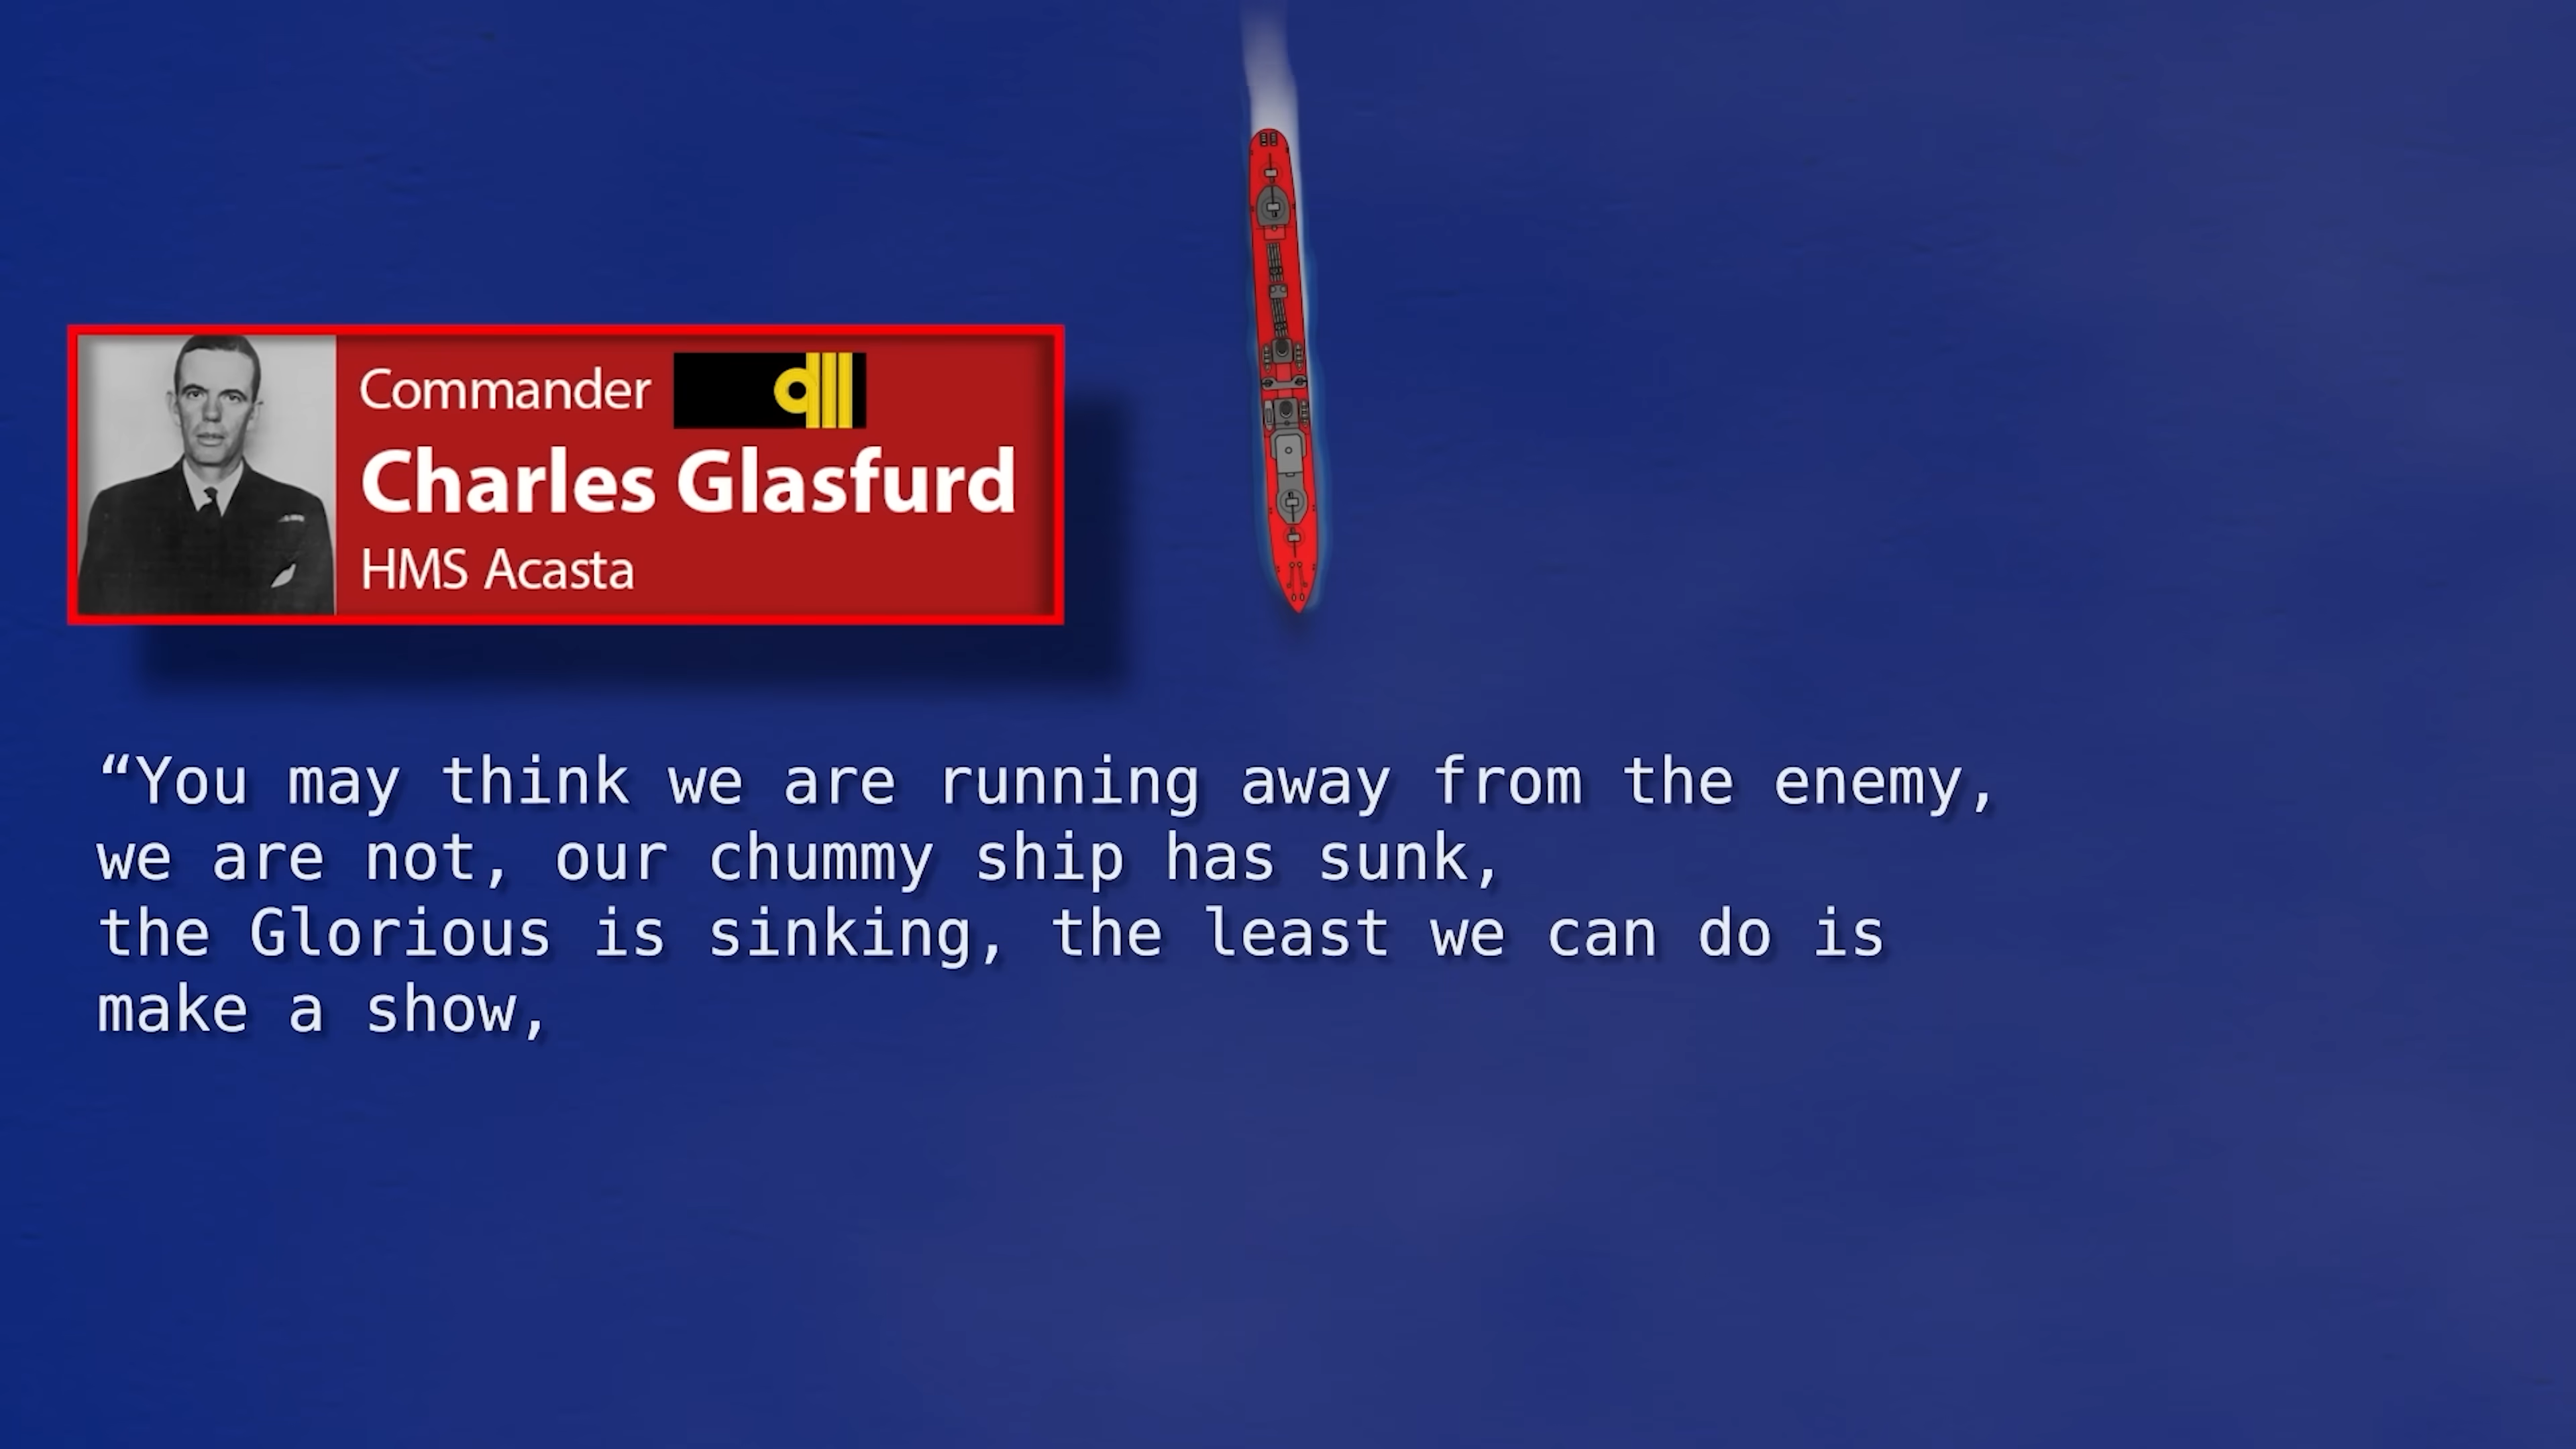 Commander
Charles Glasfurd
HMS Acasta
“You may think we are running away from the enemy,
we are not, our chummy ship has sunk,
the Glorious is sinking, the least we can do is
make a show,